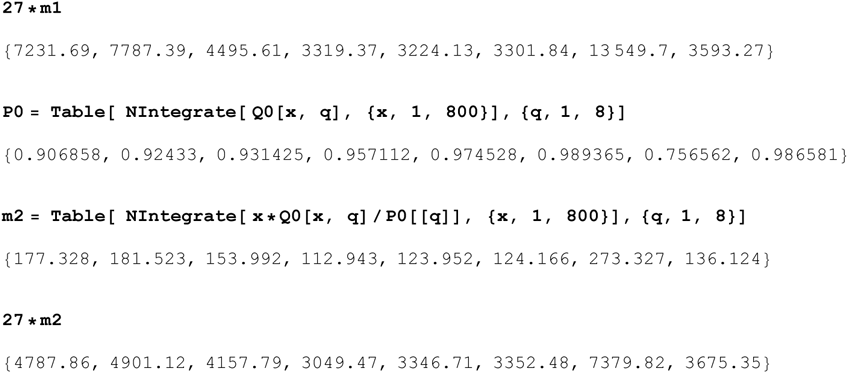 27 * m1
{7231.69, 7787.39, 4495.61, 3319.37, 3224.13, 3301.84, 13 549.7, 3593.27}
P0 = Table[ NIntegrate[ Q0[x, q], {x, 1, 800}], {q, 1, 8}]
{0.906858, 0.92433, 0.931425, 0.957112, 0.974528, 0.989365, 0.756562, 0.986581}
m2 = Table[ NIntegrate[ x * Q0[x, q] / P0[[q]], {x, 1, 800}], {q, 1, 8}]
{177.328, 181.523, 153.992, 112.943, 123.952, 124.166, 273.327, 136.124}
27 * m2
{4787.86, 4901.12, 4157.79, 3049.47, 3346.71, 3352.48, 7379.82, 3675.35}